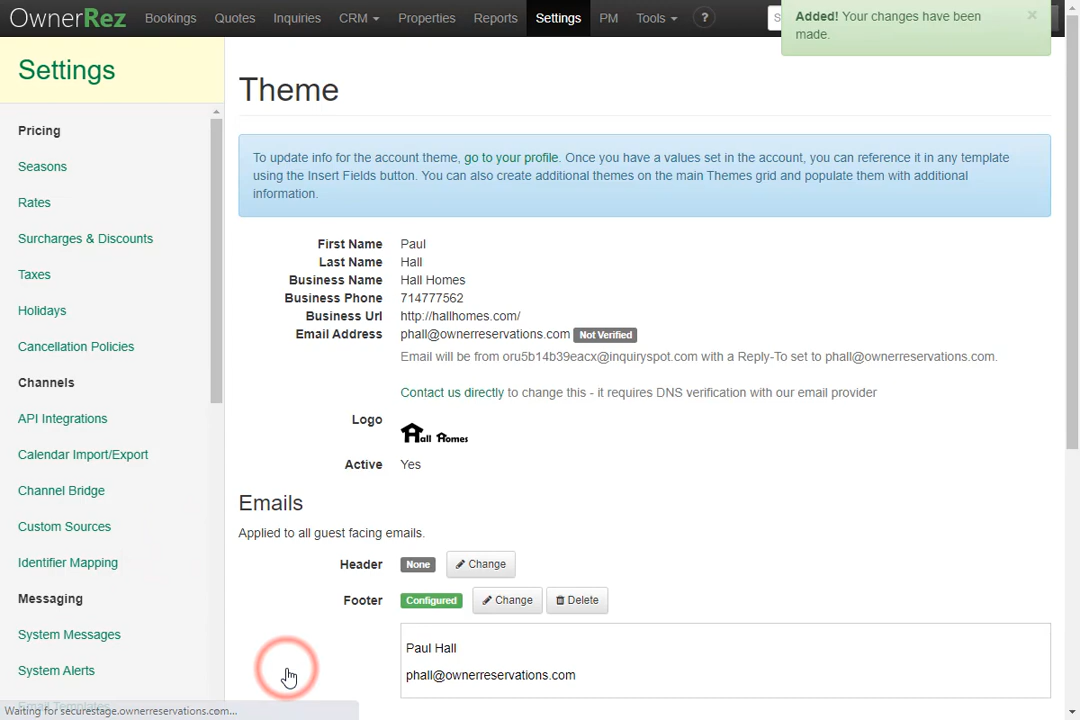 OwnerRez Bookings Quotes Inquiries CRM Properties Reports Settings PM Tools ? S
Added! Your changes have been ×
made.
Settings
Theme
Pricing
Seasons
Rates
Surcharges & Discounts
Taxes
Holidays
Cancellation Policies
Channels
API Integrations
Calendar Import/Export
Channel Bridge
Custom Sources
Identifier Mapping
Messaging
System Messages
System Alerts
Email Templates
To update info for the account theme, go to your profile. Once you have a values set in the account, you can reference it in any template
using the Insert Fields button. You can also create additional themes on the main Themes grid and populate them with additional
information.
First Name Paul
Last Name Hall
Business Name Hall Homes
Business Phone 714777562
Business Url http://hallhomes.com/
Email Address phall@ownerreservations.com Not Verified
Email will be from oru5b14b39eacx@inquiryspot.com with a Reply-To set to phall@ownerreservations.com.
Contact us directly to change this - it requires DNS verification with our email provider
Logo Hall Homes
Active Yes
Emails
Applied to all guest facing emails.
Header None Change
Footer Configured Change Delete
Paul Hall
phall@ownerreservations.com
Waiting for securestage.ownerreservations.com...